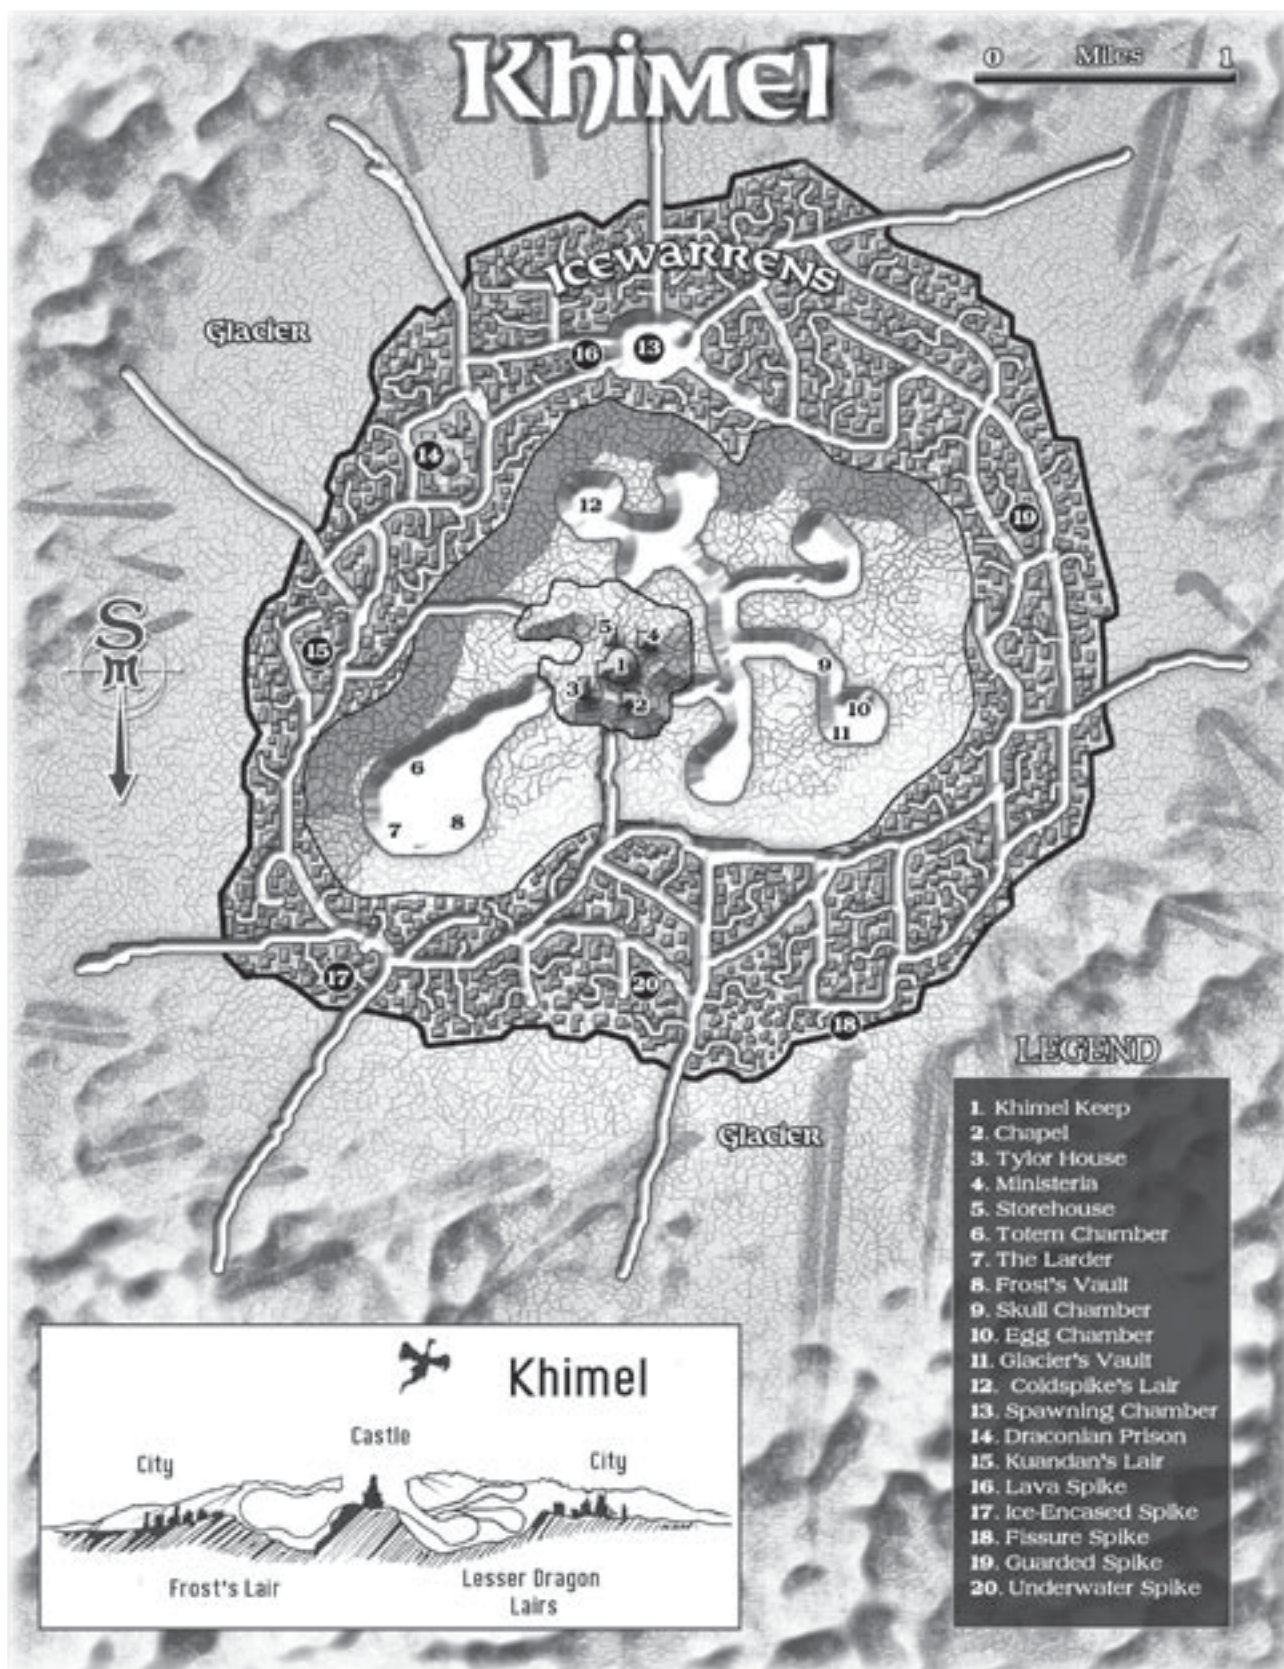 Khimel
0 Miles 1
Icewarrens
Glacier
16
13
14
12
19
S
15
5
4
1
3
2
9
10
11
6
7
8
17
20
18
Glacier
LEGEND
1. Khimel Keep
2. Chapel
3. Tylor House
4. Ministeria
5. Storehouse
6. Totem Chamber
7. The Larder
8. Frost's Vault
9. Skull Chamber
10. Egg Chamber
11. Glacier's Vault
12. Coldspike's Lair
13. Spawning Chamber
14. Draconian Prison
15. Kuandan's Lair
16. Lava Spike
17. Ice-Encased Spike
18. Fissure Spike
19. Guarded Spike
20. Underwater Spike
Khimel
Castle
City
City
Frost's Lair
Lesser Dragon
Lairs